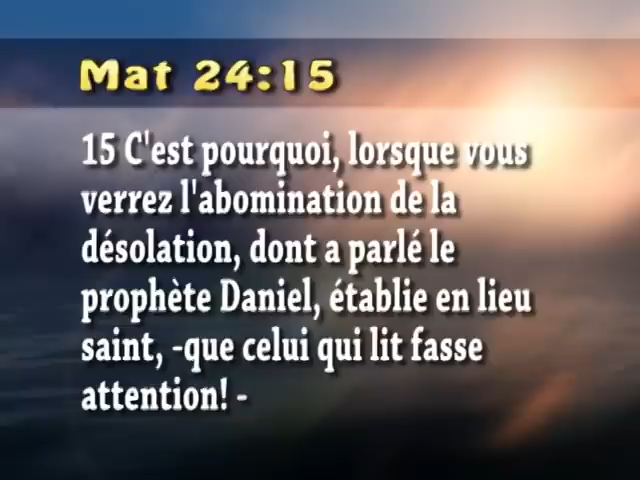 Mat 24:15
15 C'est pourquoi, lorsque vous
verrez l'abomination de la
désolation, dont a parlé le
prophète Daniel, établie en lieu
saint, -que celui qui lit fasse
attention! -